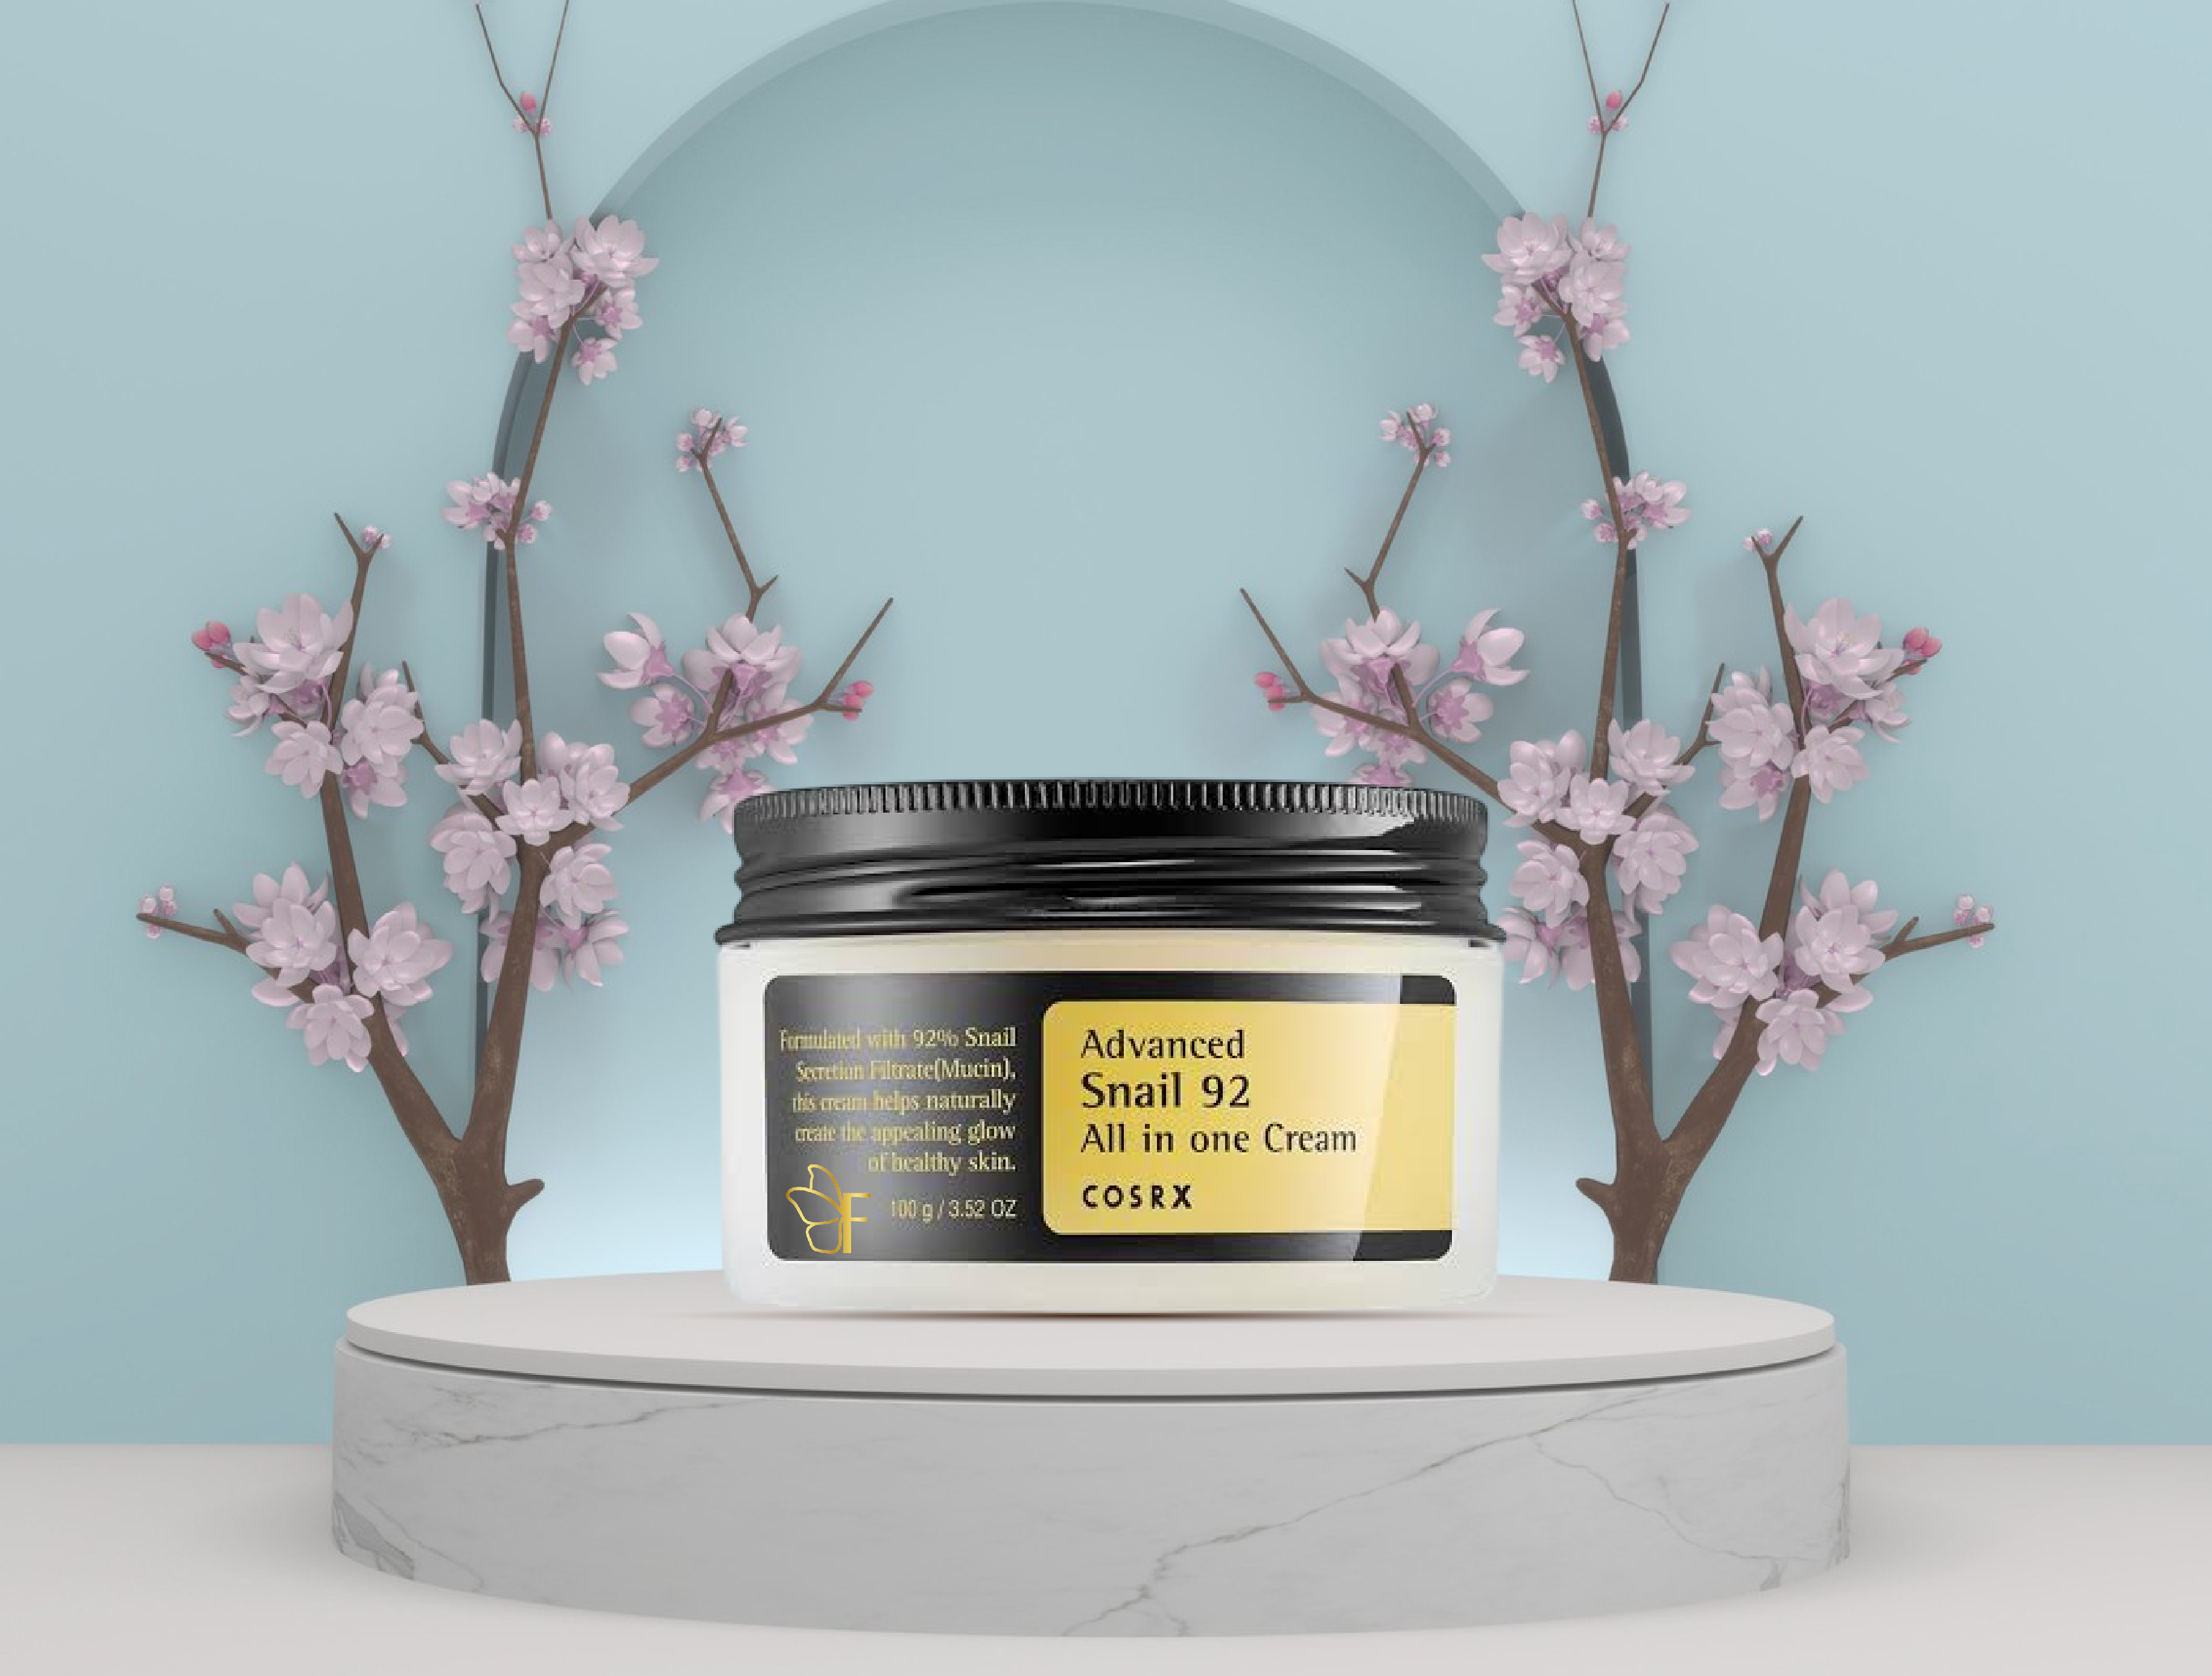 Formulated with 92% Snail
Secretion Filtrate(Mucin),
this cream helps naturally
create the appealing glow
of healthy skin.
F
100 g / 3.52 OZ
Advanced
Snail 92
All in one Cream
COSRX